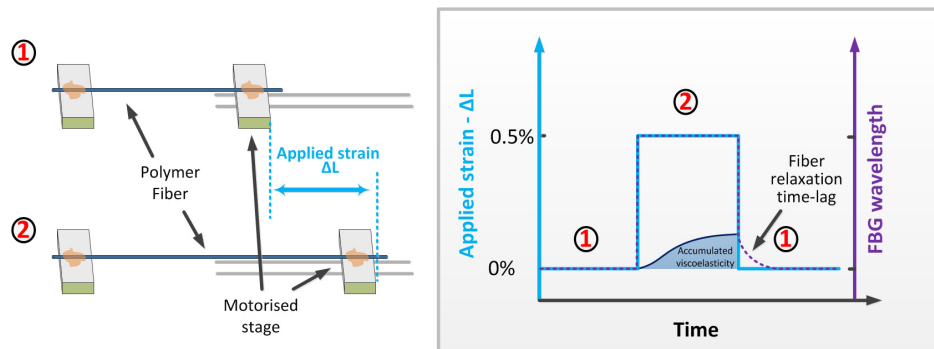 1
Polymer
Fiber
Applied strain
ΔL
2
Motorised
stage
Applied strain - ΔL
0.5%
0%
1
2
Accumulated
viscoelasticity
Fiber
relaxation
time-lag
1
FBG wavelength
Time